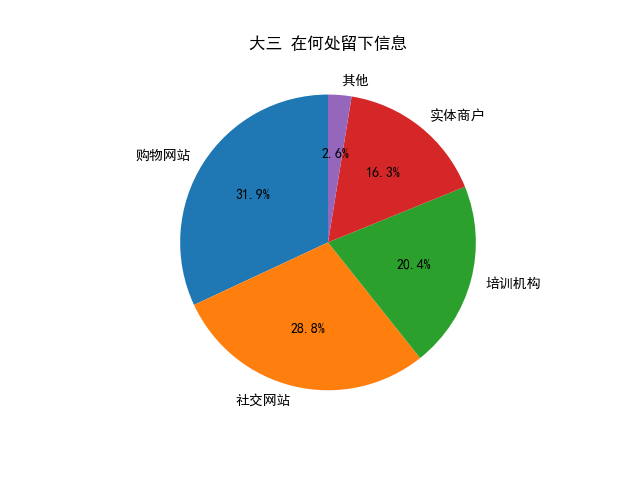 大三 在何处留下信息
其他
实体商户
购物网站
2.6%
16.3%
31.9%
20.4%
培训机构
28.8%
社交网站